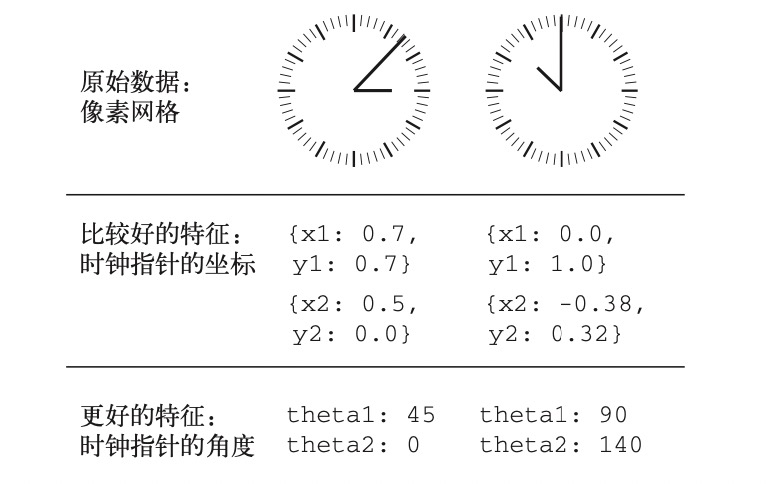 原始数据：
像素网格
比较好的特征：
时钟指针的坐标
{x1: 0.7,
y1: 0.7}
{x2: 0.5,
y2: 0.0}
{x1: 0.0,
y1: 1.0}
{x2: -0.38,
y2: 0.32}
更好的特征：
时钟指针的角度
theta1: 45
theta2: 0
theta1: 90
theta2: 140